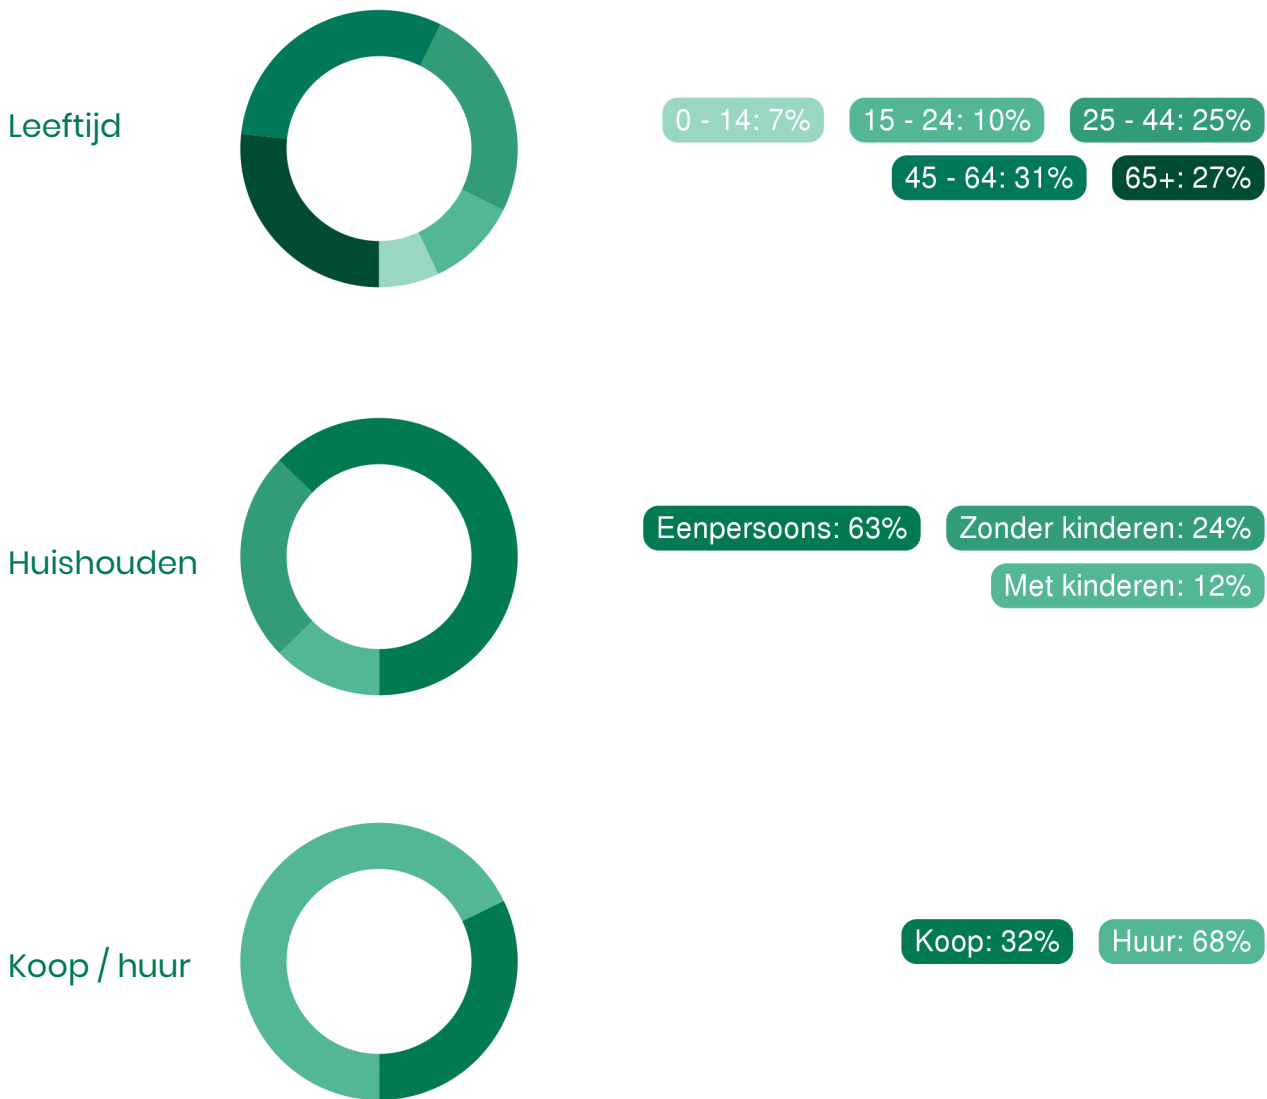 Leeftijd
0 - 14: 7% 15 - 24: 10% 25 - 44: 25%
45 - 64: 31% 65+: 27%
Huishouden
Eenpersoons: 63% Zonder kinderen: 24%
Met kinderen: 12%
Koop / huur
Koop: 32% Huur: 68%